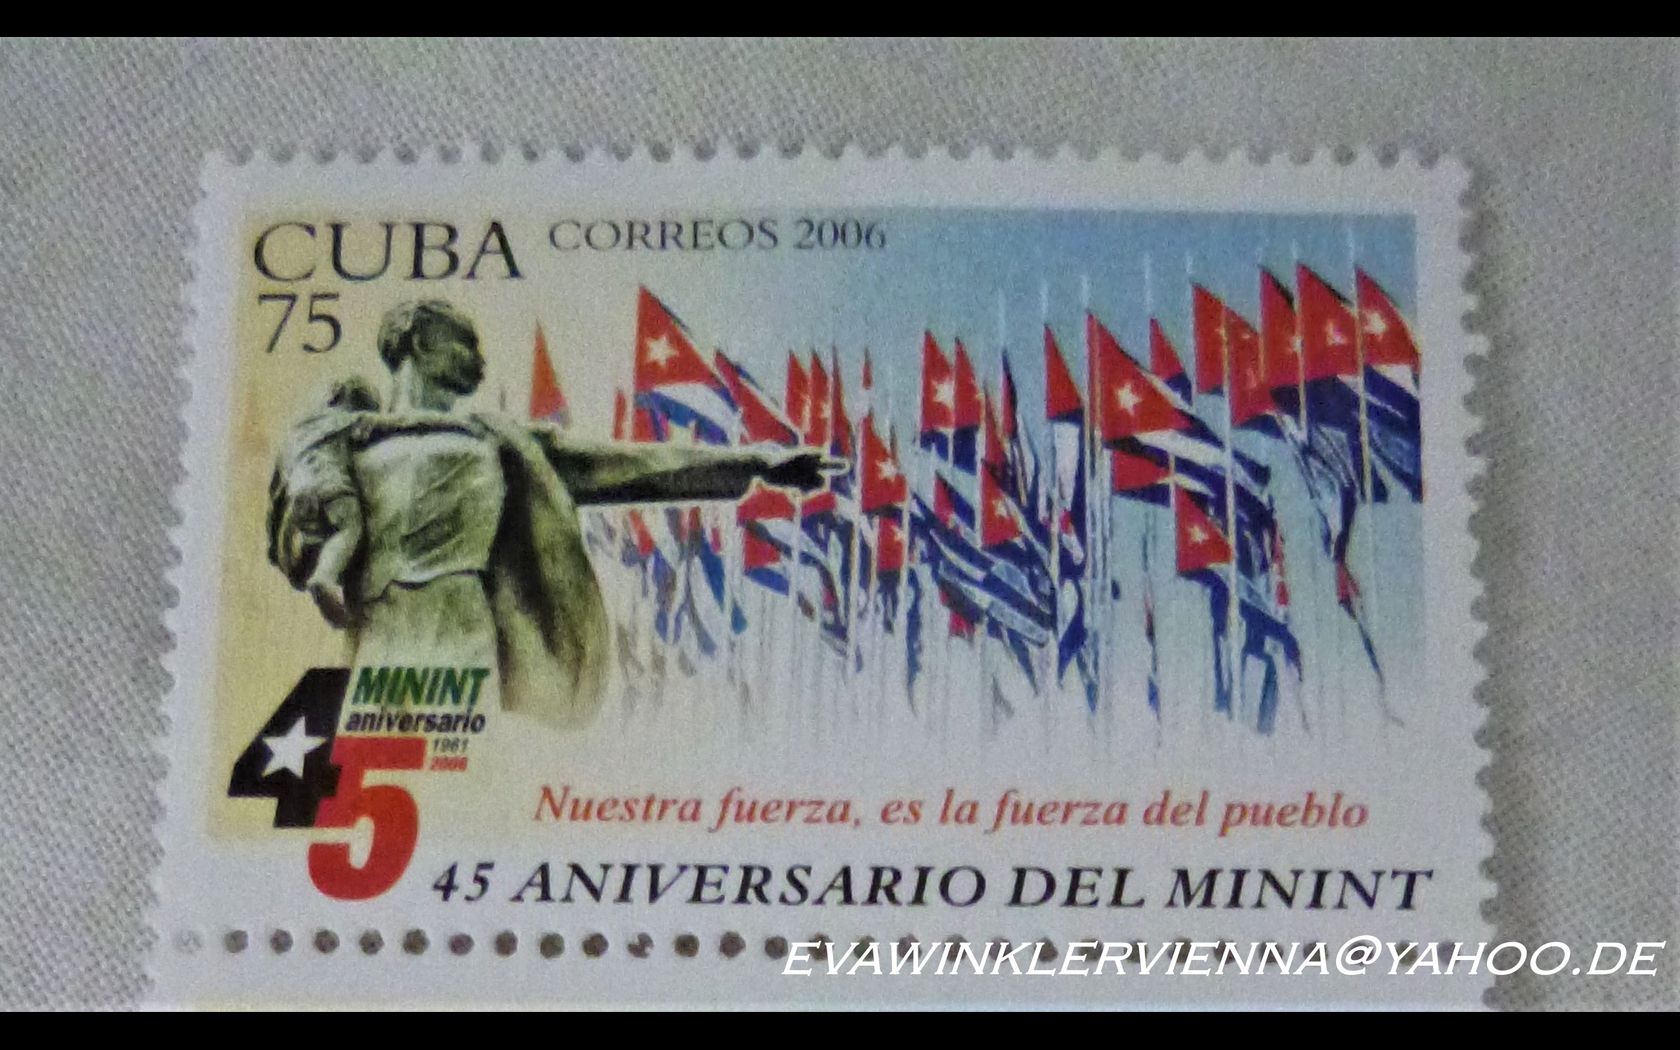 CUBA CORREOS 2006
75
45
MININT
aniversario
1961
2006
Nuestra fuerza, es la fuerza del pueblo
45 ANIVERSARIO DEL MININT
EVAWINKLERVIENNA@YAHOO.DE